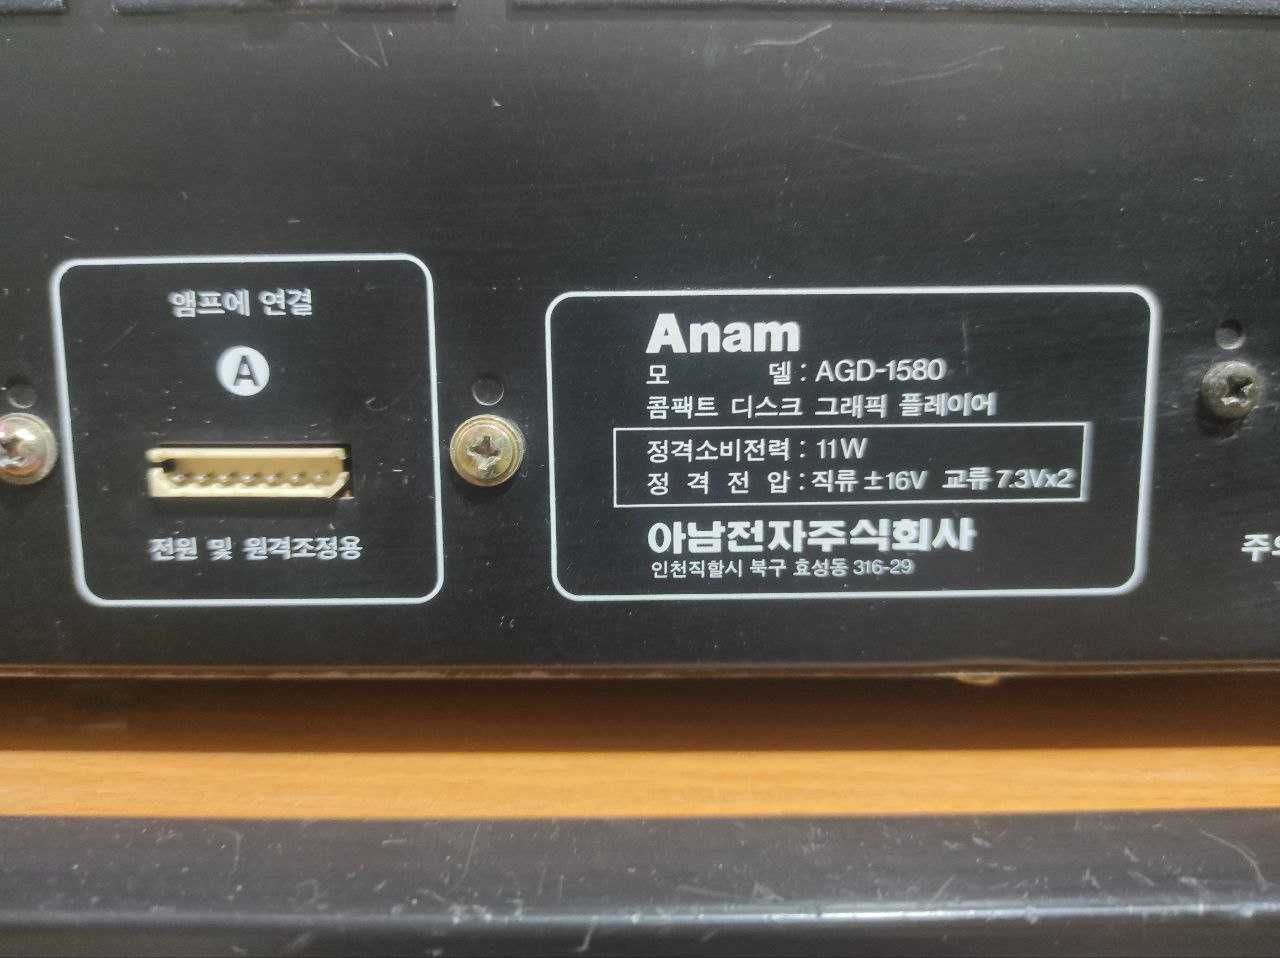 앰프에 연결
A
전원 및 원격조정용
Anam
모 델 : AGD-1580
콤팩트 디스크 그래픽 플레이어
정격소비전력 : 11W
정 격 전 압 : 직류 ±16V 교류 7.3Vx2
아남전자주식회사
인천직할시 북구 효성동 316-29